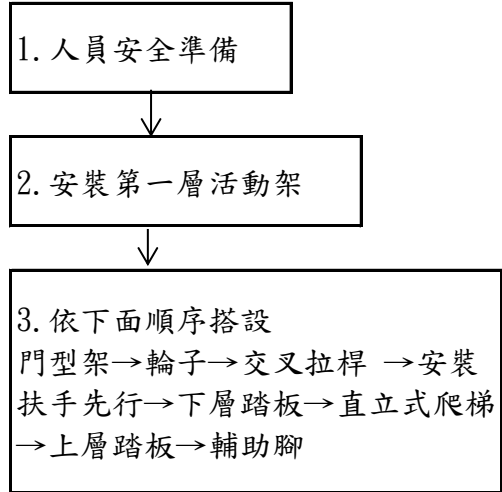 1.人員安全準備
2.安裝第一層活動架
3.依下面順序搭設
門型架→輪子→交叉拉桿 →安裝
扶手先行→下層踏板→直立式爬梯
→上層踏板→輔助腳